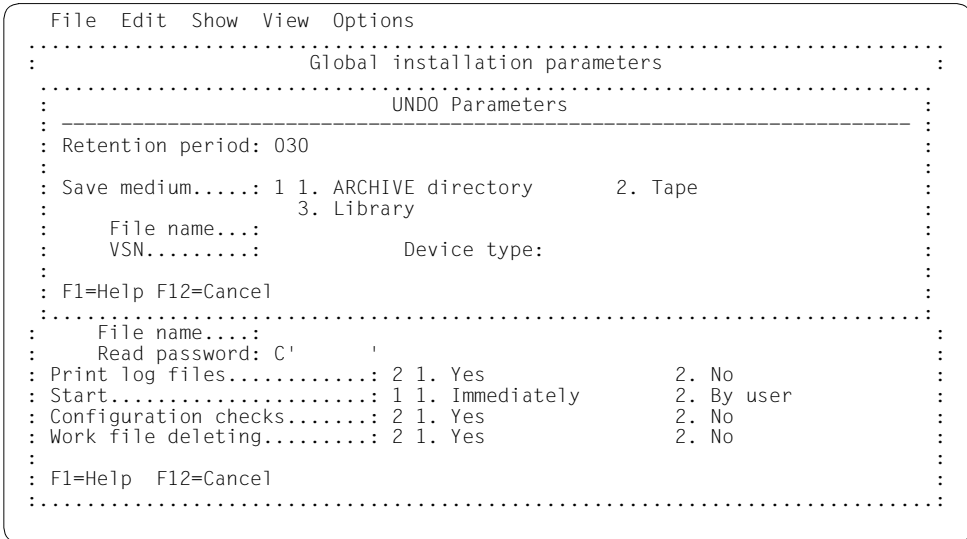 File Edit Show View Options
................................................................................
: Global installation parameters :
................................................................................
: UNDO Parameters :
: ------------------------------------------------------------------------ :
: Retention period: 030 :
: :
: Save medium.....: 1 1. ARCHIVE directory 2. Tape :
: 3. Library :
: File name...: :
: VSN.........: Device type: :
: :
: F1=Help F12=Cancel :
:...........................................................................:
: File name....: :
: Read password: C' ' :
: Print log files............: 2 1. Yes 2. No :
: Start......................: 1 1. Immediately 2. By user :
: Configuration checks.......: 2 1. Yes 2. No :
: Work file deleting.........: 2 1. Yes 2. No :
: :
: F1=Help F12=Cancel :
:.............................................................................: